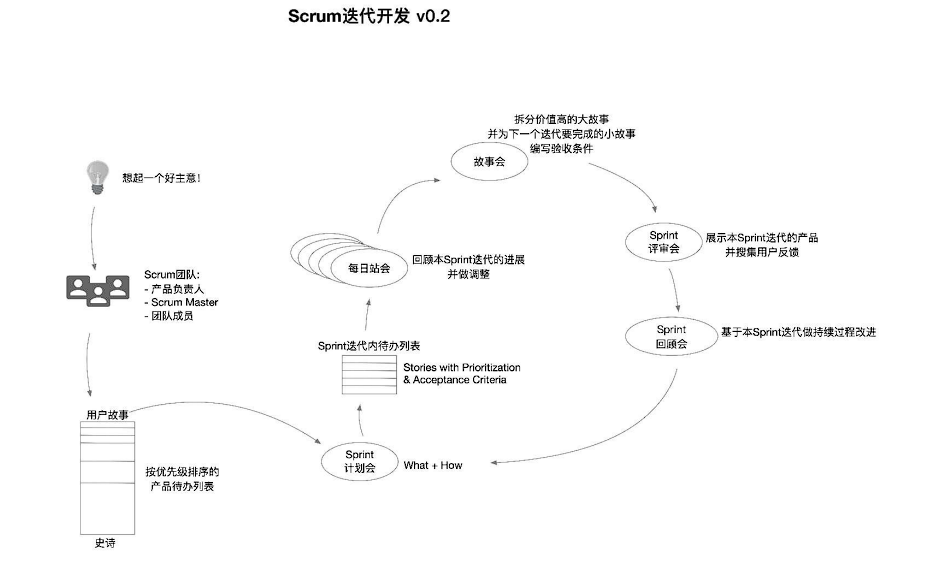 Scrum迭代开发 v0.2
想起一个好主意!
Scrum团队:
- 产品负责人
- Scrum Master
- 团队成员
用户故事
按优先级排序的
产品待办列表
史诗
Sprint
计划会
What + How
Sprint迭代内待办列表
Stories with Prioritization
& Acceptance Criteria
每日站会
回顾本Sprint迭代的进展
并做调整
故事会
拆分价值高的大故事
并为下一个迭代要完成的小故事
编写验收条件
Sprint
评审会
展示本Sprint迭代的产品
并搜集用户反馈
Sprint
回顾会
基于本Sprint迭代做持续过程改进